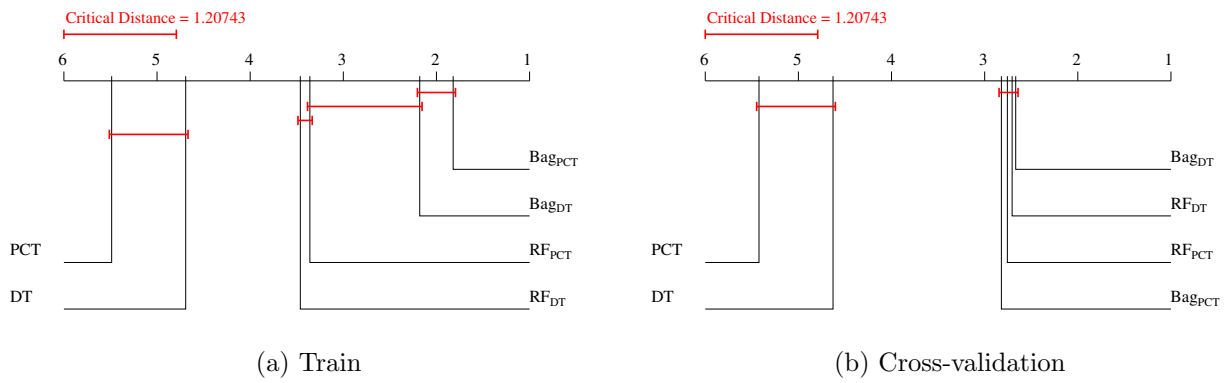 Critical Distance = 1.20743
6 5 4 3 2 1
Bag_PCT
Bag_DT
PCT RF_PCT
DT RF_DT
(a) Train
Critical Distance = 1.20743
6 5 4 3 2 1
Bag_DT
RF_DT
PCT RF_PCT
DT Bag_PCT
(b) Cross-validation